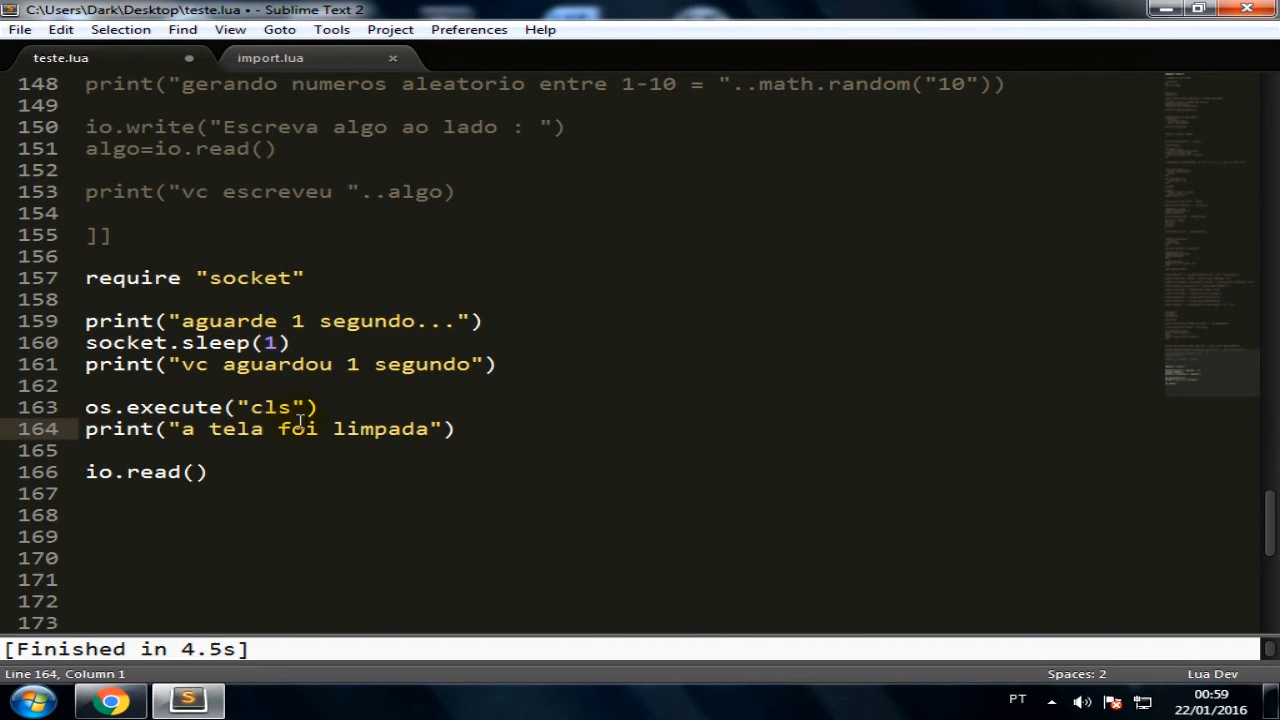 C:\Users\Dark\Desktop\teste.lua • - Sublime Text 2
File Edit Selection Find View Goto Tools Project Preferences Help
teste.lua import.lua
148 print("gerando numeros aleatorio entre 1-10 = "..math.random("10"))
149
150 io.write("Escreva algo ao lado : ")
151 algo=io.read()
152
153 print("vc escreveu "..algo)
154
155 ]]
156
157 require "socket"
158
159 print("aguarde 1 segundo...")
160 socket.sleep(1)
161 print("vc aguardou 1 segundo")
162
163 os.execute("cls")
164 print("a tela foi limpada")
165
166 io.read()
167
168
169
170
171
172
173
[Finished in 4.5s]
Line 164, Column 1 Spaces: 2 Lua Dev
PT 00:59
22/01/2016